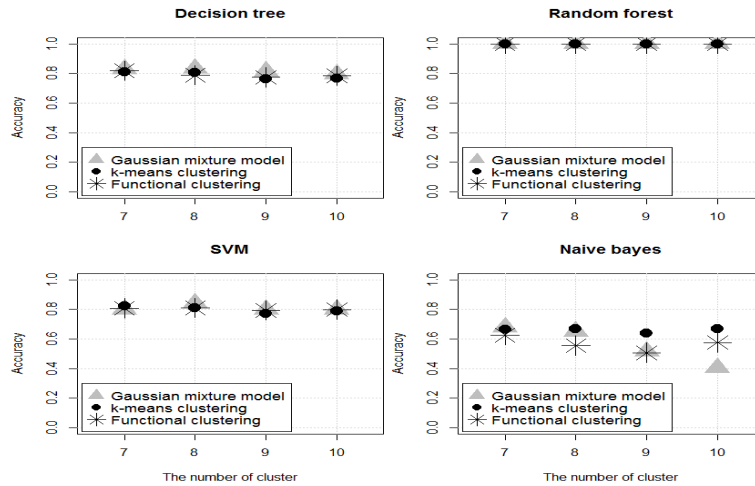 Decision tree
Accuracy
1.0
0.8
0.6
0.4
0.2
0.0
Gaussian mixture model
k-means clustering
Functional clustering
7 8 9 10
Random forest
Accuracy
1.0
0.8
0.6
0.4
0.2
0.0
Gaussian mixture model
k-means clustering
Functional clustering
7 8 9 10
SVM
Accuracy
1.0
0.8
0.6
0.4
0.2
0.0
Gaussian mixture model
k-means clustering
Functional clustering
7 8 9 10
The number of cluster
Naive bayes
Accuracy
1.0
0.8
0.6
0.4
0.2
0.0
Gaussian mixture model
k-means clustering
Functional clustering
7 8 9 10
The number of cluster